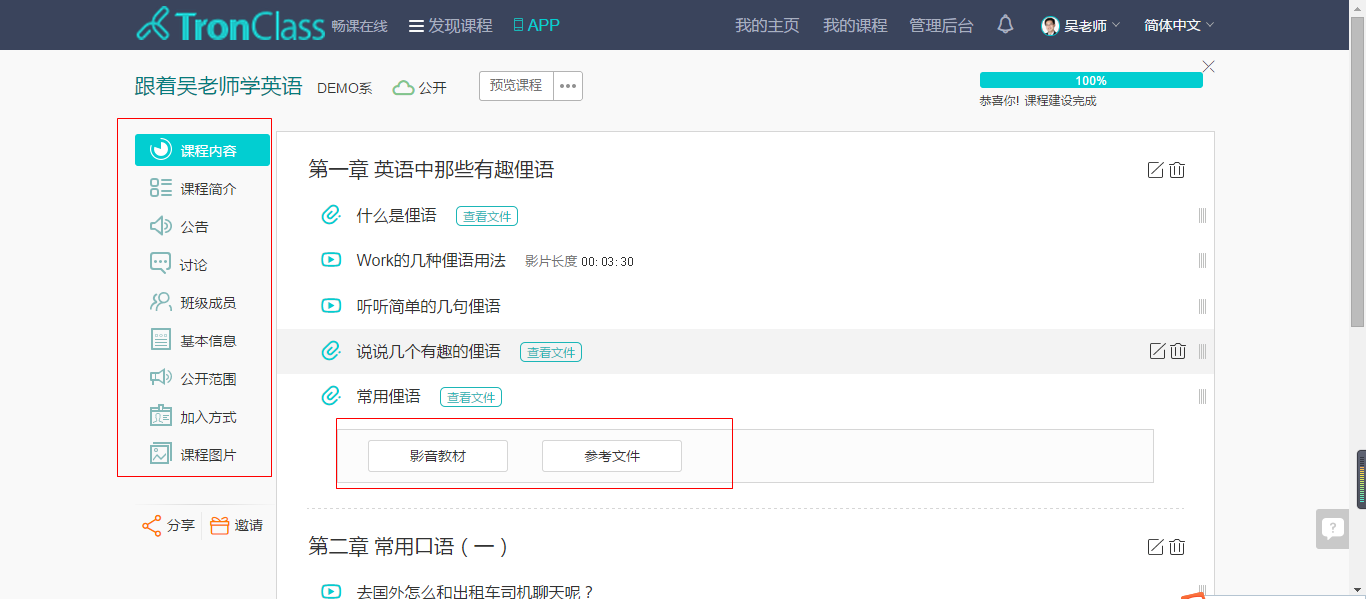 TronClass 畅课在线 发现课程 APP 我的主页 我的课程 管理后台 吴老师 简体中文
跟着吴老师学英语 DEMO系 公开 预览课程
100%
恭喜你! 课程建设完成
课程内容
课程简介
公告
讨论
班级成员
基本信息
公开范围
加入方式
课程图片
分享 邀请
第一章 英语中那些有趣俚语
什么是俚语 查看文件
Work的几种俚语用法 影片长度 00:03:30
听听简单的几句俚语
说说几个有趣的俚语 查看文件
常用俚语 查看文件
影音教材 参考文件
第二章 常用口语（一）
去国外怎么和出租车司机聊天呢？